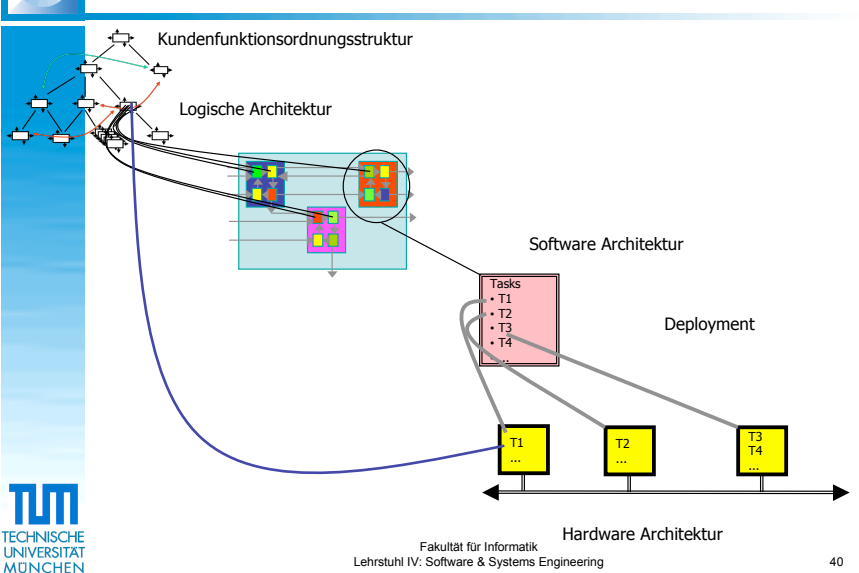 Kundenfunktionsordnungsstruktur
Logische Architektur
Software Architektur
Tasks
• T1
• T2
• T3
• T4
.....
Deployment
T1
...
T2
...
T3
T4
...
Hardware Architektur
TUM
TECHNISCHE
UNIVERSITÄT
MÜNCHEN
Fakultät für Informatik
Lehrstuhl IV: Software & Systems Engineering
40